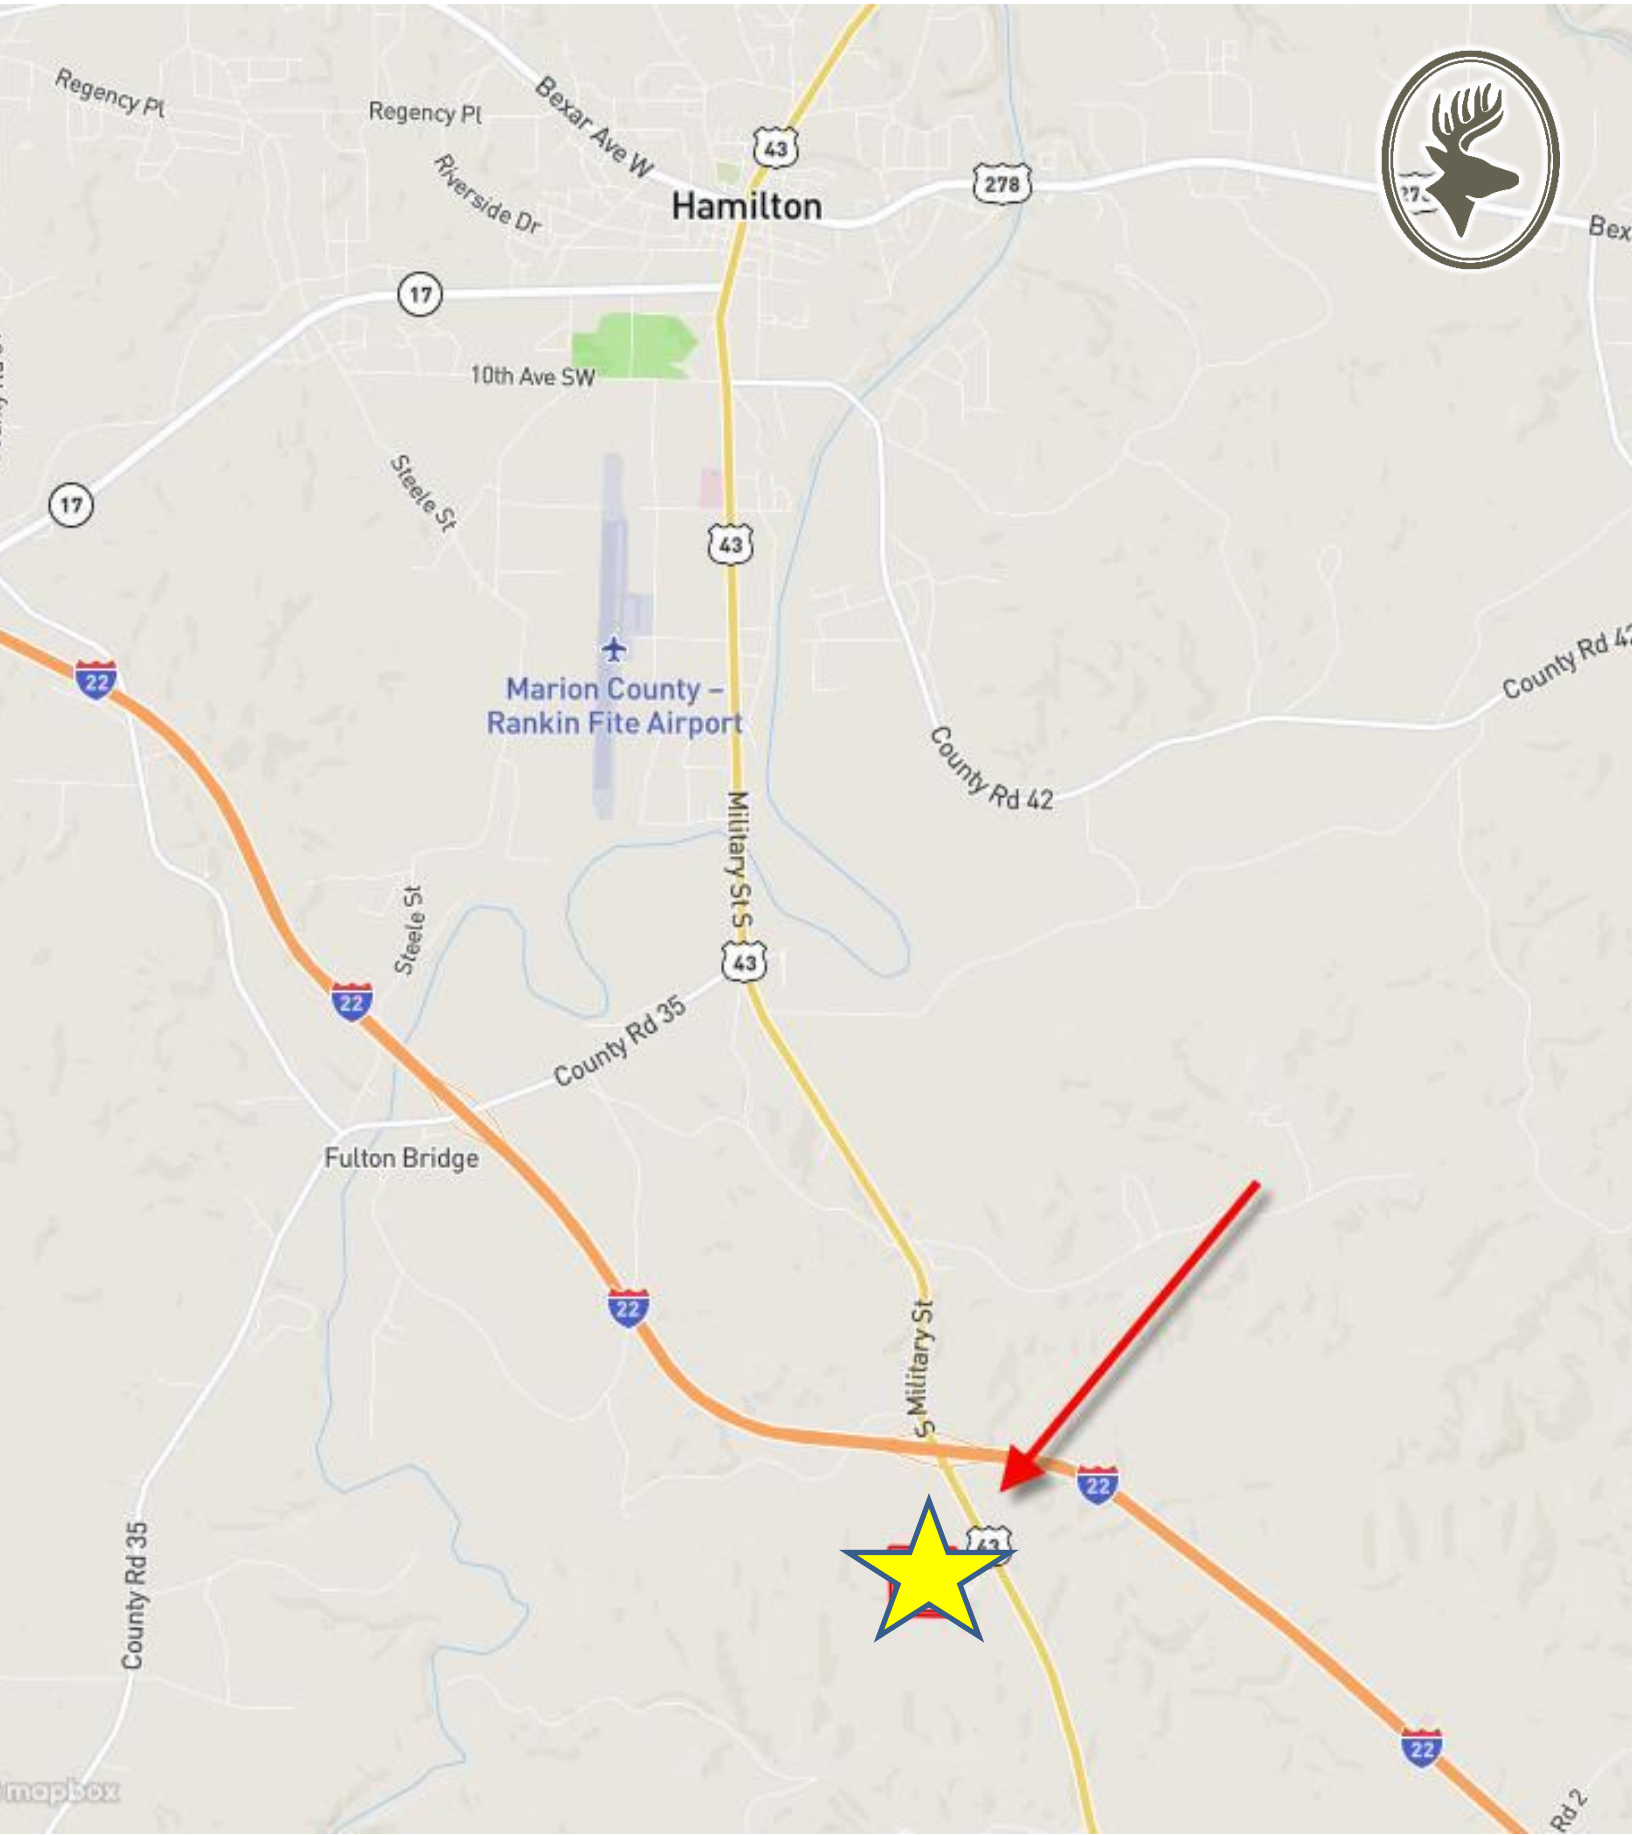 Regency Pl
Regency Pl
Bexar Ave W
43
Riverside Dr
Hamilton
278
Bex
17
10th Ave SW
Steele St
17
43
22
Marion County –
Rankin Fite Airport
County Rd 42
County Rd 42
Military St S
Steele St
43
22
County Rd 35
Fulton Bridge
22
S Military St
22
43
County Rd 35
22
mapbox
Rd 2